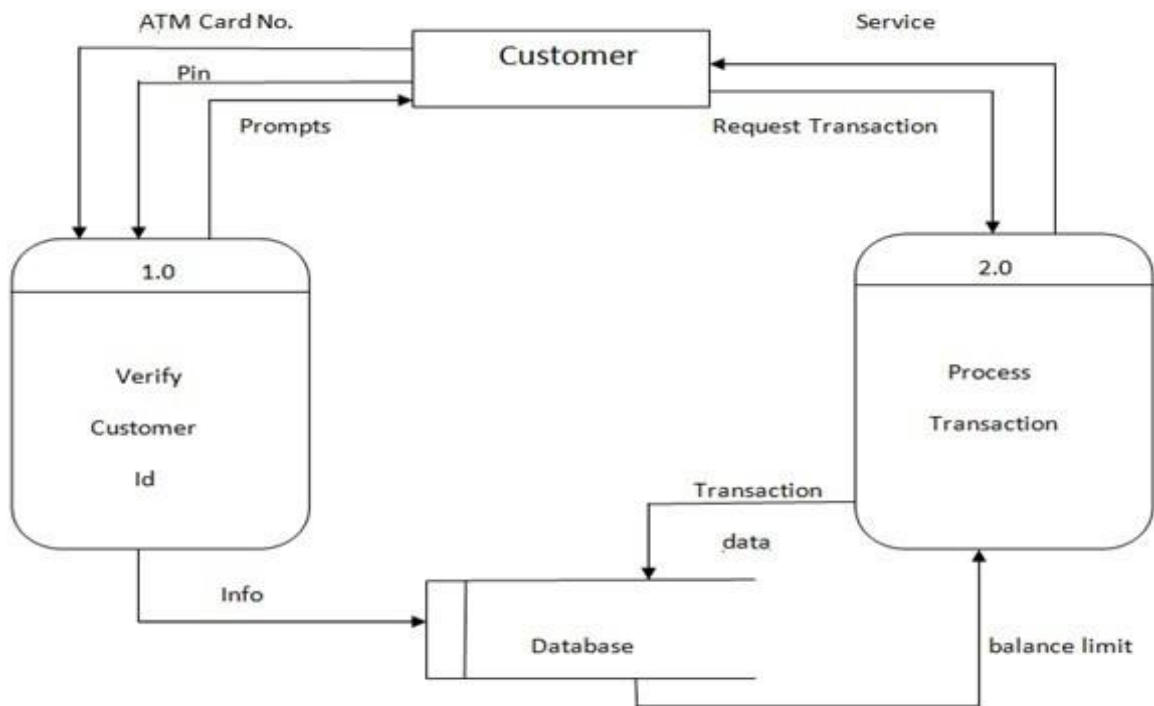 ATM Card No.
Service
Customer
Pin
Prompts
Request Transaction
1.0
2.0
Verify
Customer
Id
Process
Transaction
Transaction
data
Info
Database
balance limit